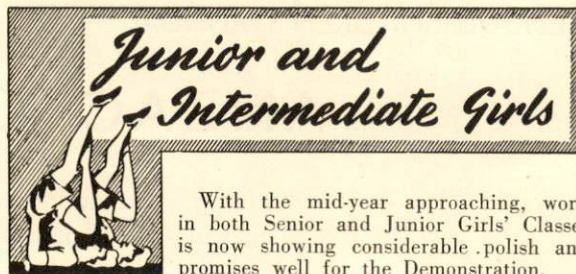 Junior and
Intermediate Girls
With the mid-year approaching, wor
in both Senior and Junior Girls' Classe
is now showing considerable .polish an
promises well for the Demonstration.